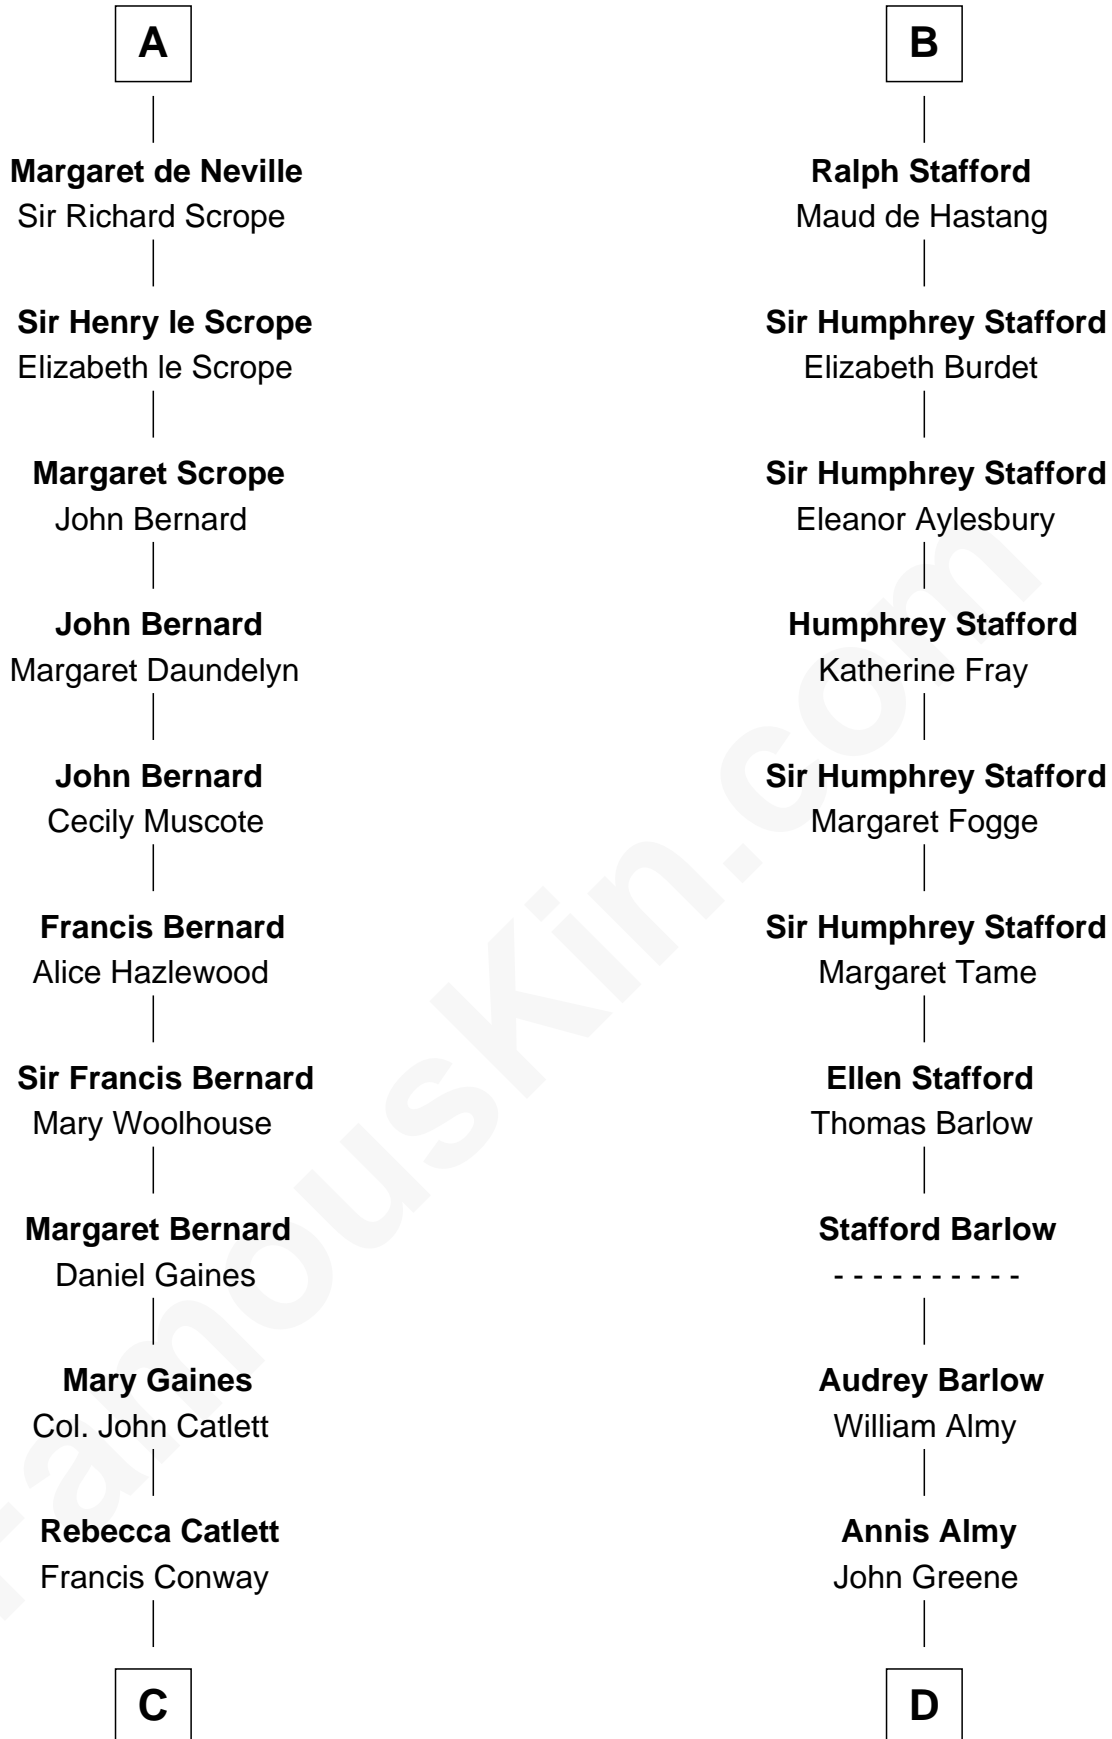 A
Margaret de Neville
Sir Richard Scrope
Sir Henry le Scrope
Elizabeth le Scrope
Margaret Scrope
John Bernard
John Bernard
Margaret Daundelyn
John Bernard
Cecily Muscote
Francis Bernard
Alice Hazlewood
Sir Francis Bernard
Mary Woolhouse
Margaret Bernard
Daniel Gaines
Mary Gaines
Col. John Catlett
Rebecca Catlett
Francis Conway
C
B
Ralph Stafford
Maud de Hastang
Sir Humphrey Stafford
Elizabeth Burdet
Sir Humphrey Stafford
Eleanor Aylesbury
Humphrey Stafford
Katherine Fray
Sir Humphrey Stafford
Margaret Fogge
Sir Humphrey Stafford
Margaret Tame
Ellen Stafford
Thomas Barlow
Stafford Barlow
- - - - - - - - - -
Audrey Barlow
William Almy
Annis Almy
John Greene
D
FamousKin.com